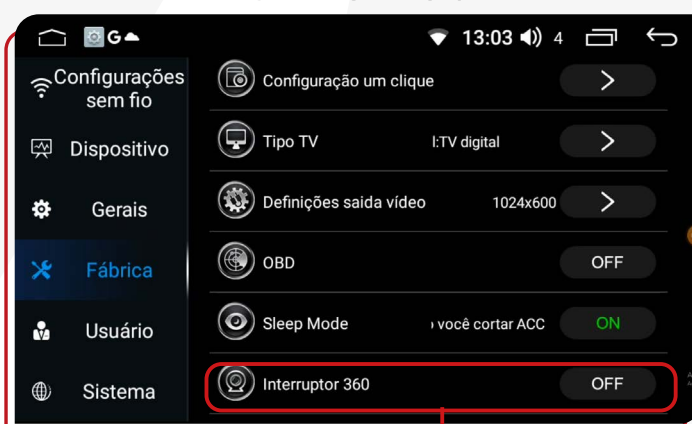 G
13:03
4
Configurações
sem fio
Configuração um clique
Dispositivo
Tipo TV
l:TV digital
Gerais
Definições saida vídeo
1024x600
Fábrica
OBD
OFF
Usuário
Sleep Mode
você cortar ACC
ON
Sistema
Interruptor 360
OFF